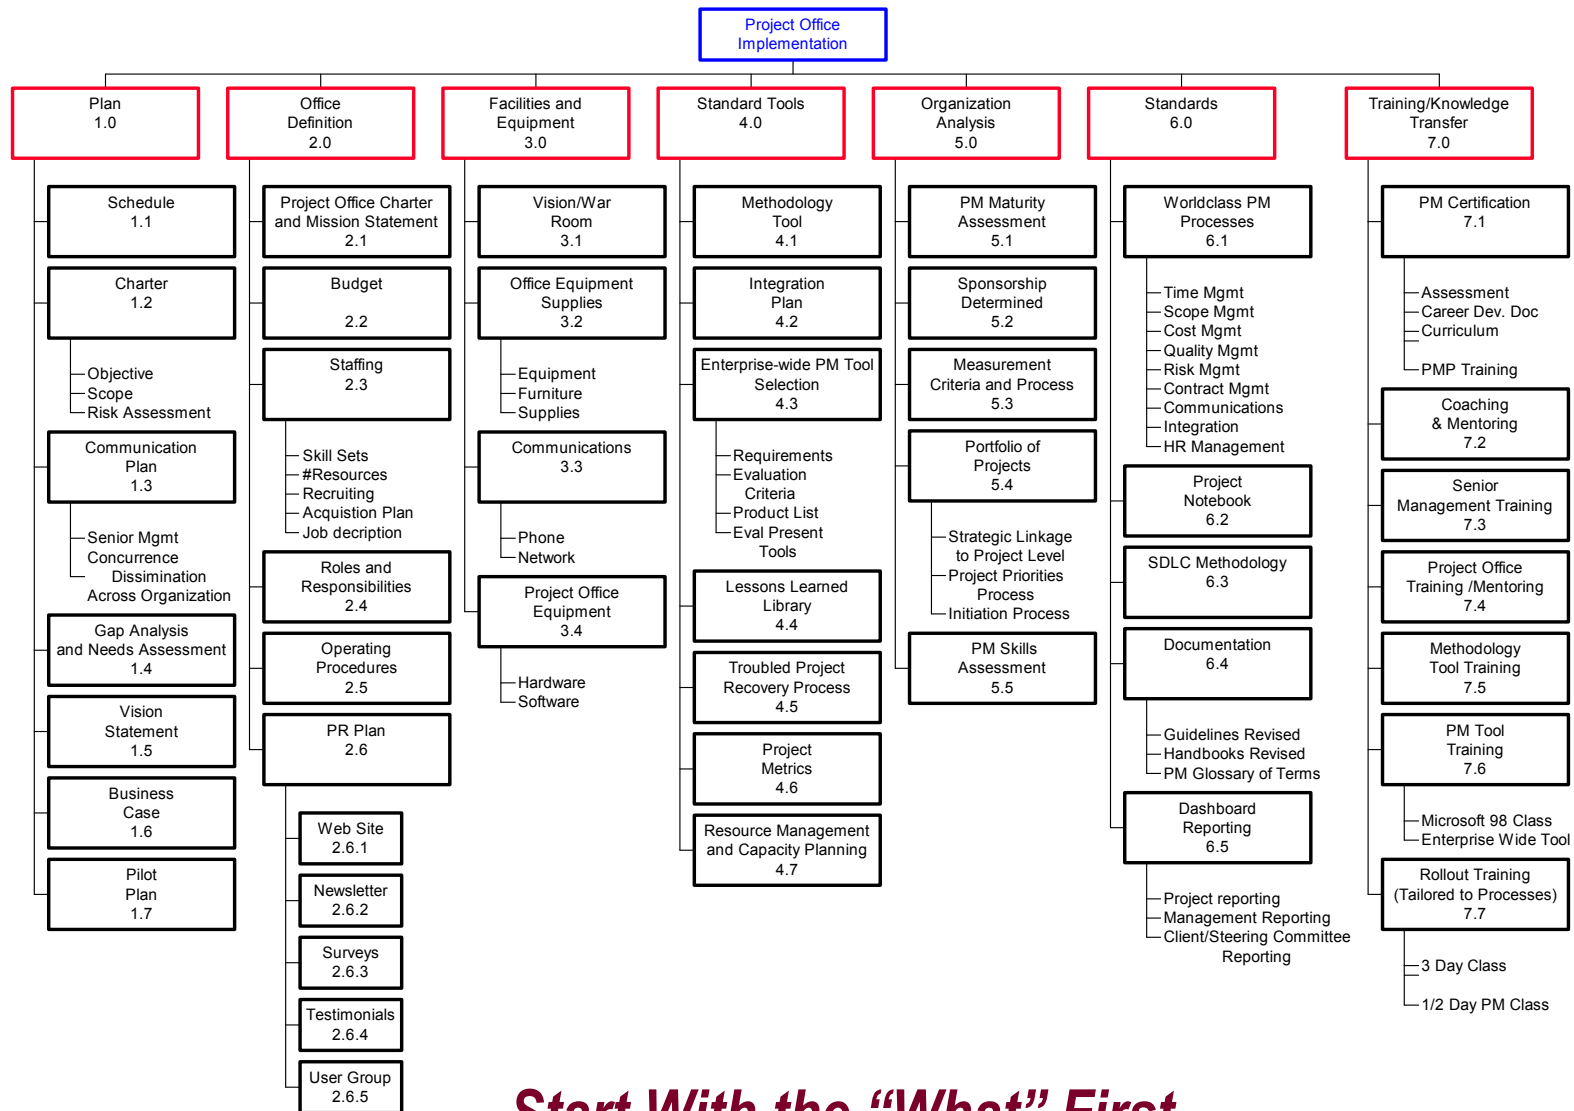 Project Office
Implementation
Plan
1.0
Office
Definition
2.0
Facilities and
Equipment
3.0
Standard Tools
4.0
Organization
Analysis
5.0
Standards
6.0
Training/Knowledge
Transfer
7.0
Schedule
1.1
Charter
1.2
Objective
Scope
Risk Assessment
Communication
Plan
1.3
Senior Mgmt
Concurrence
Dissimination
Across Organization
Gap Analysis
and Needs Assessment
1.4
Vision
Statement
1.5
Business
Case
1.6
Pilot
Plan
1.7
Project Office Charter
and Mission Statement
2.1
Budget
2.2
Staffing
2.3
Skill Sets
#Resources
Recruiting
Acquistion Plan
Job decription
Roles and
Responsibilities
2.4
Operating
Procedures
2.5
PR Plan
2.6
Web Site
2.6.1
Newsletter
2.6.2
Surveys
2.6.3
Testimonials
2.6.4
User Group
2.6.5
Vision/War
Room
3.1
Office Equipment
Supplies
3.2
Equipment
Furniture
Supplies
Communications
3.3
Phone
Network
Project Office
Equipment
3.4
Hardware
Software
Methodology
Tool
4.1
Integration
Plan
4.2
Enterprise-wide PM Tool
Selection
4.3
Requirements
Evaluation
Criteria
Product List
Eval Present
Tools
Lessons Learned
Library
4.4
Troubled Project
Recovery Process
4.5
Project
Metrics
4.6
Resource Management
and Capacity Planning
4.7
PM Maturity
Assessment
5.1
Sponsorship
Determined
5.2
Measurement
Criteria and Process
5.3
Portfolio of
Projects
5.4
Strategic Linkage
to Project Level
Project Priorities
Process
Initiation Process
PM Skills
Assessment
5.5
Worldclass PM
Processes
6.1
Time Mgmt
Scope Mgmt
Cost Mgmt
Quality Mgmt
Risk Mgmt
Contract Mgmt
Communications
Integration
HR Management
Project
Notebook
6.2
SDLC Methodology
6.3
Documentation
6.4
Guidelines Revised
Handbooks Revised
PM Glossary of Terms
Dashboard
Reporting
6.5
Project reporting
Management Reporting
Client/Steering Committee
Reporting
PM Certification
7.1
Assessment
Career Dev. Doc
Curriculum
PMP Training
Coaching
& Mentoring
7.2
Senior
Management Training
7.3
Project Office
Training /Mentoring
7.4
Methodology
Tool Training
7.5
PM Tool
Training
7.6
Microsoft 98 Class
Enterprise Wide Tool
Rollout Training
(Tailored to Processes)
7.7
3 Day Class
1/2 Day PM Class
Start With the “What” First